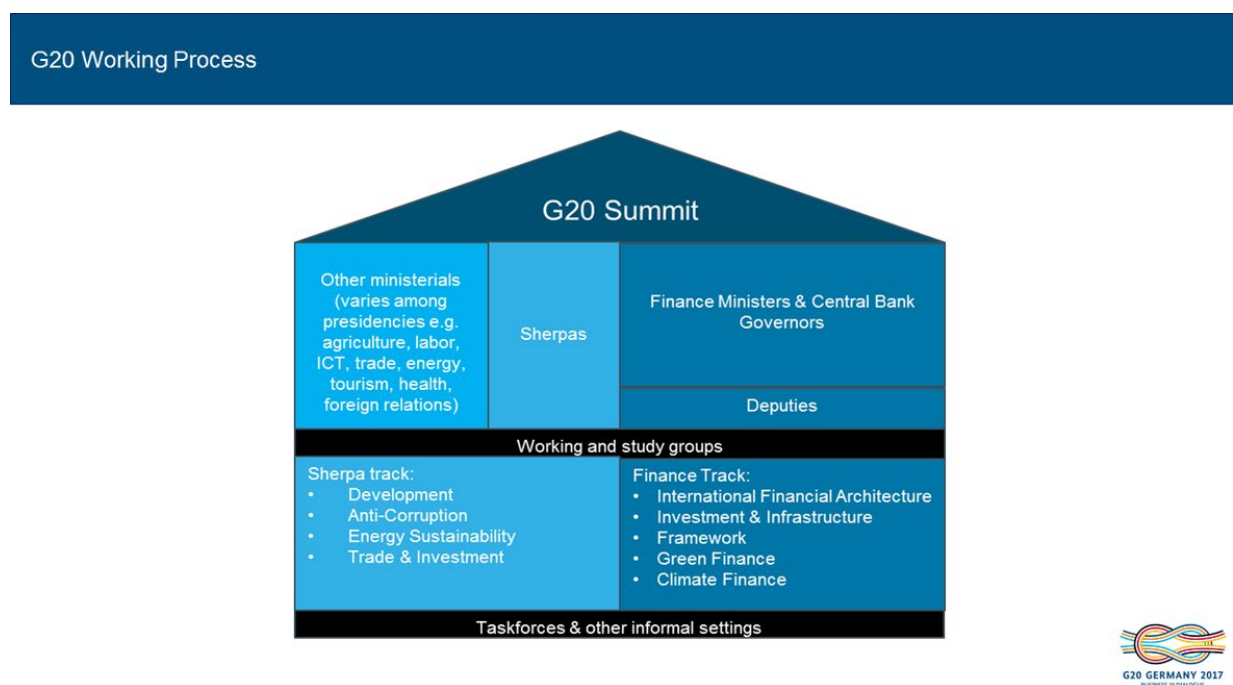 G20 Working Process
G20 Summit
Other ministerials
(varies among
presidencies e.g.
agriculture, labor,
ICT, trade, energy,
tourism, health,
foreign relations)
Sherpas
Finance Ministers & Central Bank
Governors
Deputies
Working and study groups
Sherpa track:
• Development
• Anti-Corruption
• Energy Sustainability
• Trade & Investment
Finance Track:
• International Financial Architecture
• Investment & Infrastructure
• Framework
• Green Finance
• Climate Finance
Taskforces & other informal settings
G20 GERMANY 2017